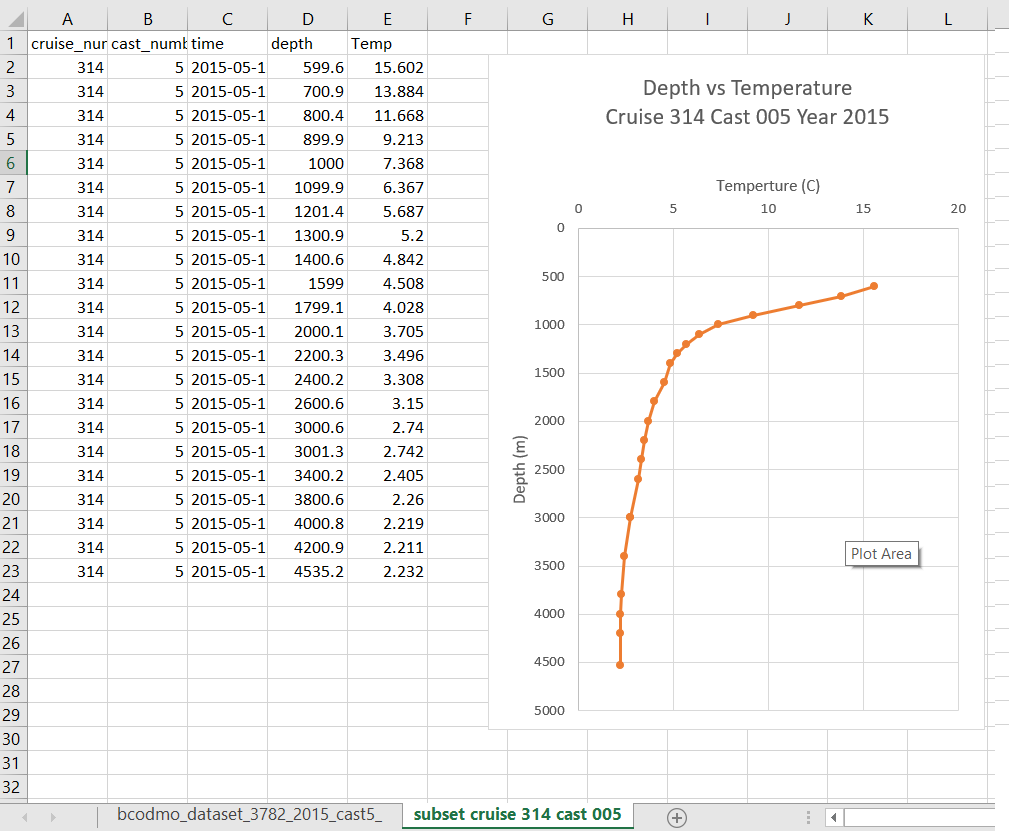 A B C D E F G H I J K L
1 cruise_nur cast_numb time depth Temp
2 314 5 2015-05-1 599.6 15.602
3 314 5 2015-05-1 700.9 13.884
4 314 5 2015-05-1 800.4 11.668
5 314 5 2015-05-1 899.9 9.213
6 314 5 2015-05-1 1000 7.368
7 314 5 2015-05-1 1099.9 6.367
8 314 5 2015-05-1 1201.4 5.687
9 314 5 2015-05-1 1300.9 5.2
10 314 5 2015-05-1 1400.6 4.842
11 314 5 2015-05-1 1599 4.508
12 314 5 2015-05-1 1799.1 4.028
13 314 5 2015-05-1 2000.1 3.705
14 314 5 2015-05-1 2200.3 3.496
15 314 5 2015-05-1 2400.2 3.308
16 314 5 2015-05-1 2600.6 3.15
17 314 5 2015-05-1 3000.6 2.74
18 314 5 2015-05-1 3001.3 2.742
19 314 5 2015-05-1 3400.2 2.405
20 314 5 2015-05-1 3800.6 2.26
21 314 5 2015-05-1 4000.8 2.219
22 314 5 2015-05-1 4200.9 2.211
23 314 5 2015-05-1 4535.2 2.232
24
25
26
27
28
29
30
31
32
Depth vs Temperature
Cruise 314 Cast 005 Year 2015
Temperture (C)
0 5 10 15 20
0
500
1000
1500
2000
2500
3000
3500
4000
4500
5000
Depth (m)
Plot Area
bcodmo_dataset_3782_2015_cast5_ subset cruise 314 cast 005